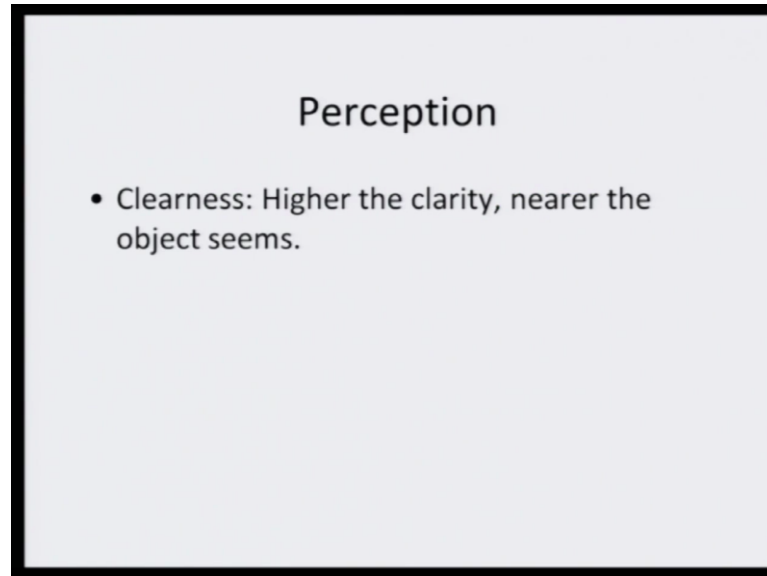 Perception
• Clearness: Higher the clarity, nearer the
object seems.